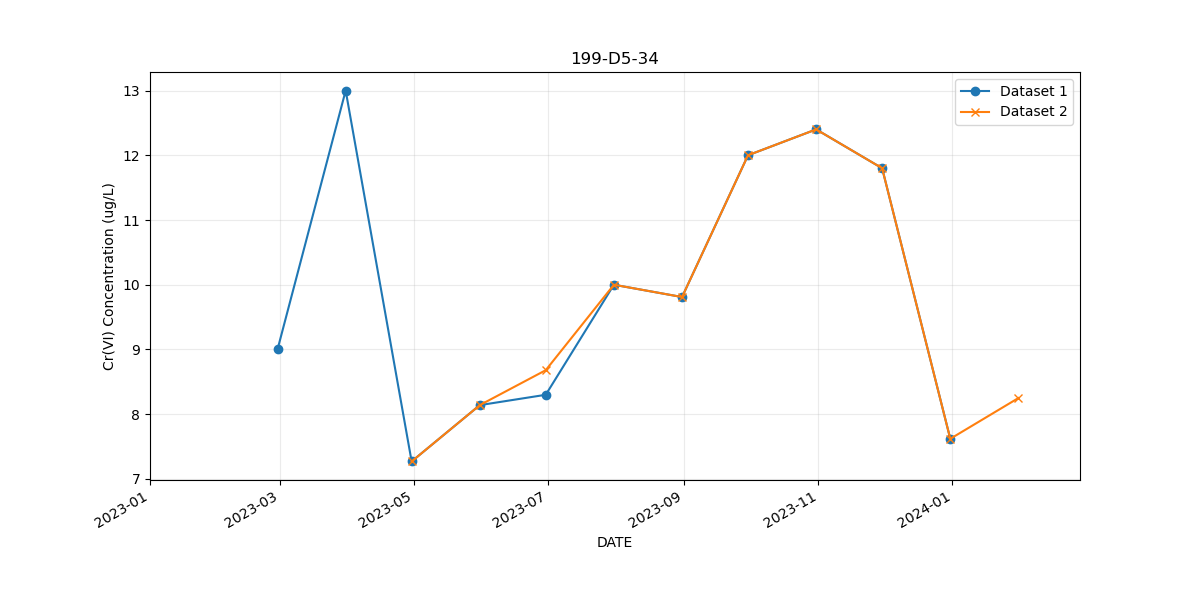 199-D5-34
Dataset 1
Dataset 2
13
12
11
10
9
8
7
Cr(VI) Concentration (ug/L)
2023-01
2023-03
2023-05
2023-07
2023-09
2023-11
2024-01
DATE